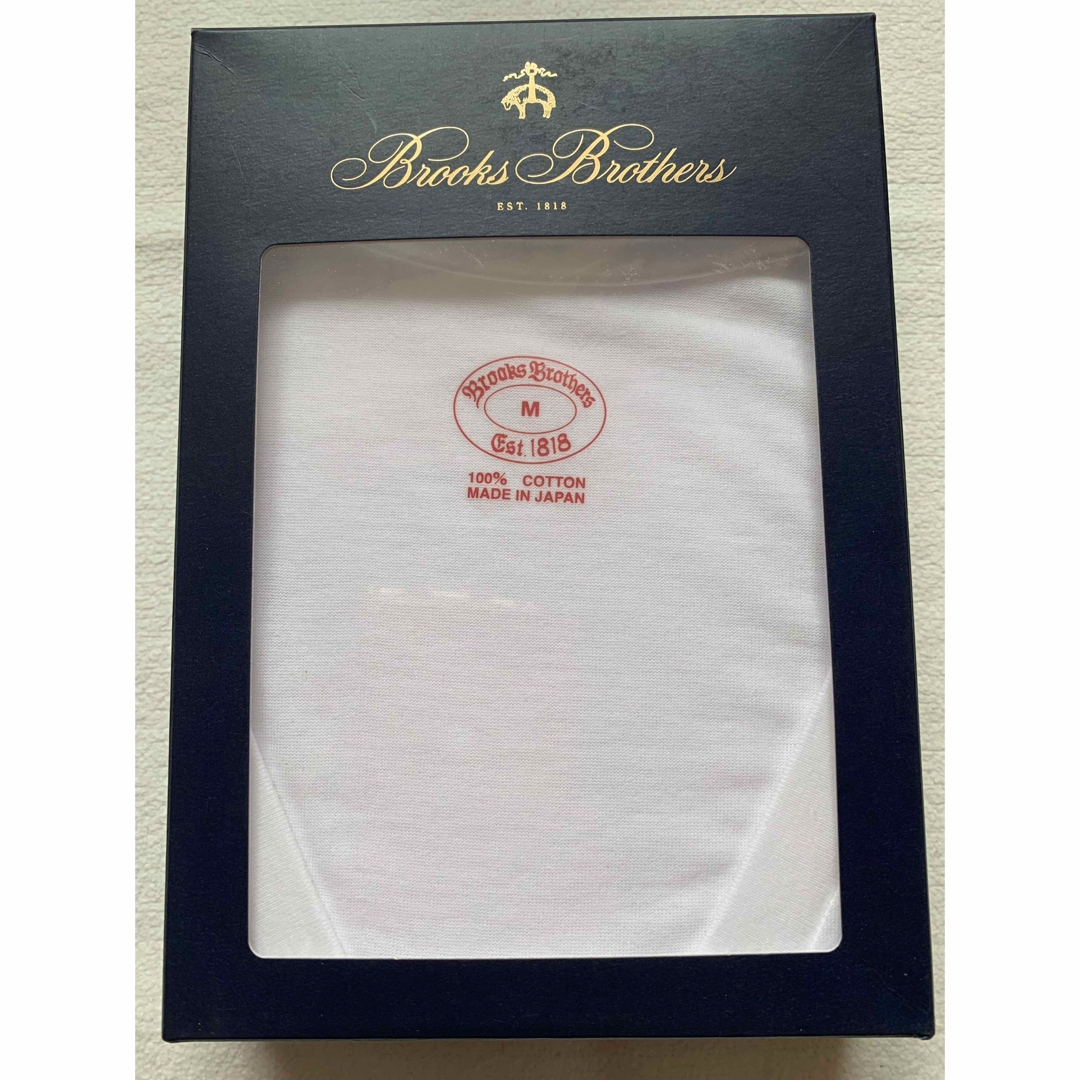 Brooks Brothers
EST. 1818
Brooks Brothers
M
Est. 1818
100% COTTON
MADE IN JAPAN